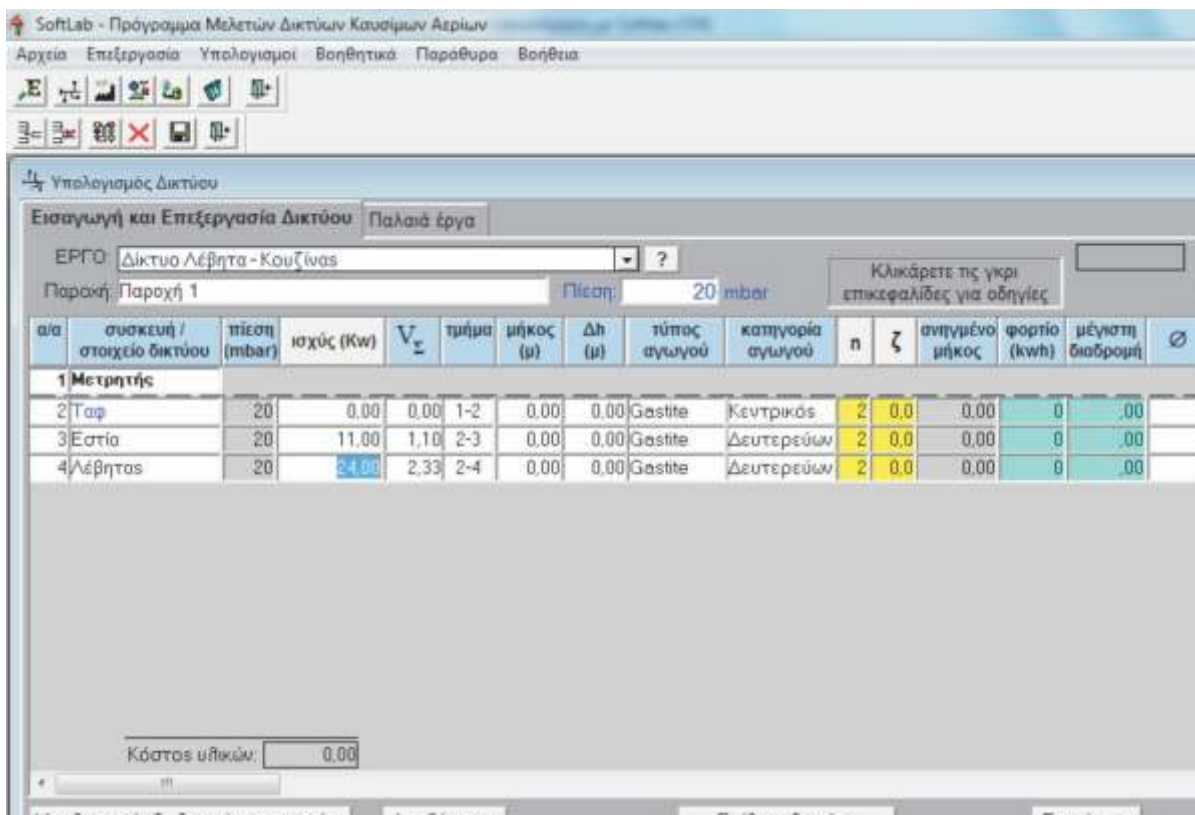 SoftLab - Πρόγραμμα Μελετών Δικτύων Καυσίμων Αερίων
Αρχεία Επεξεργασία Υπολογισμοί Βοηθητικά Παράθυρα Βοήθεια
Υπολογισμός Δικτύου
Εισαγωγή και Επεξεργασία Δικτύου Παλαιά έργα
ΕΡΓΟ: Δίκτυο Λέβητα - Κουζίνας ?
Κλικάρετε τις γκρι
επικεφαλίδες για οδηγίες
Παροχή: Παροχή 1 Πίεση: 20 mbar
α/α συσκευή / στοιχείο δικτύου πίεση (mbar) ισχύς (Kw) VΣ τμήμα μήκος (μ) Δh (μ) τύπος αγωγού κατηγορία αγωγού n ζ ανηγμένο μήκος φορτίο (kwh) μέγιστη διαδρομή Ø
1 Μετρητής
2 Ταφ 20 0,00 0,00 1-2 0,00 0,00 Gastite Κεντρικός 2 0,0 0,00 0 ,00
3 Εστία 20 11,00 1,10 2-3 0,00 0,00 Gastite Δευτερεύων 2 0,0 0,00 0 ,00
4 Λέβητας 20 24,00 2,33 2-4 0,00 0,00 Gastite Δευτερεύων 2 0,0 0,00 0 ,00
Κόστος υλικών: 0,00